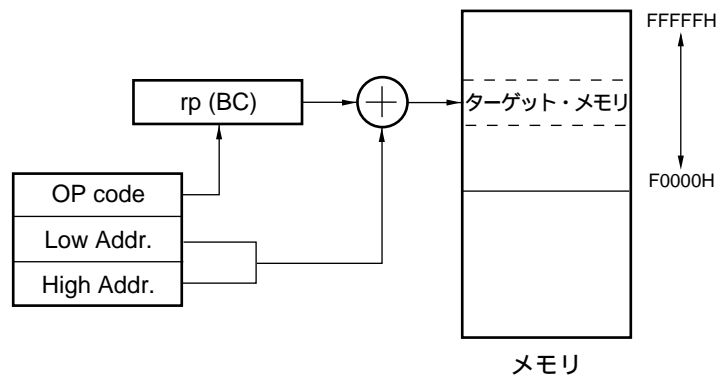 FFFFFH
rp (BC)
ターゲット・メモリ
OP code
F0000H
Low Addr.
High Addr.
メモリ